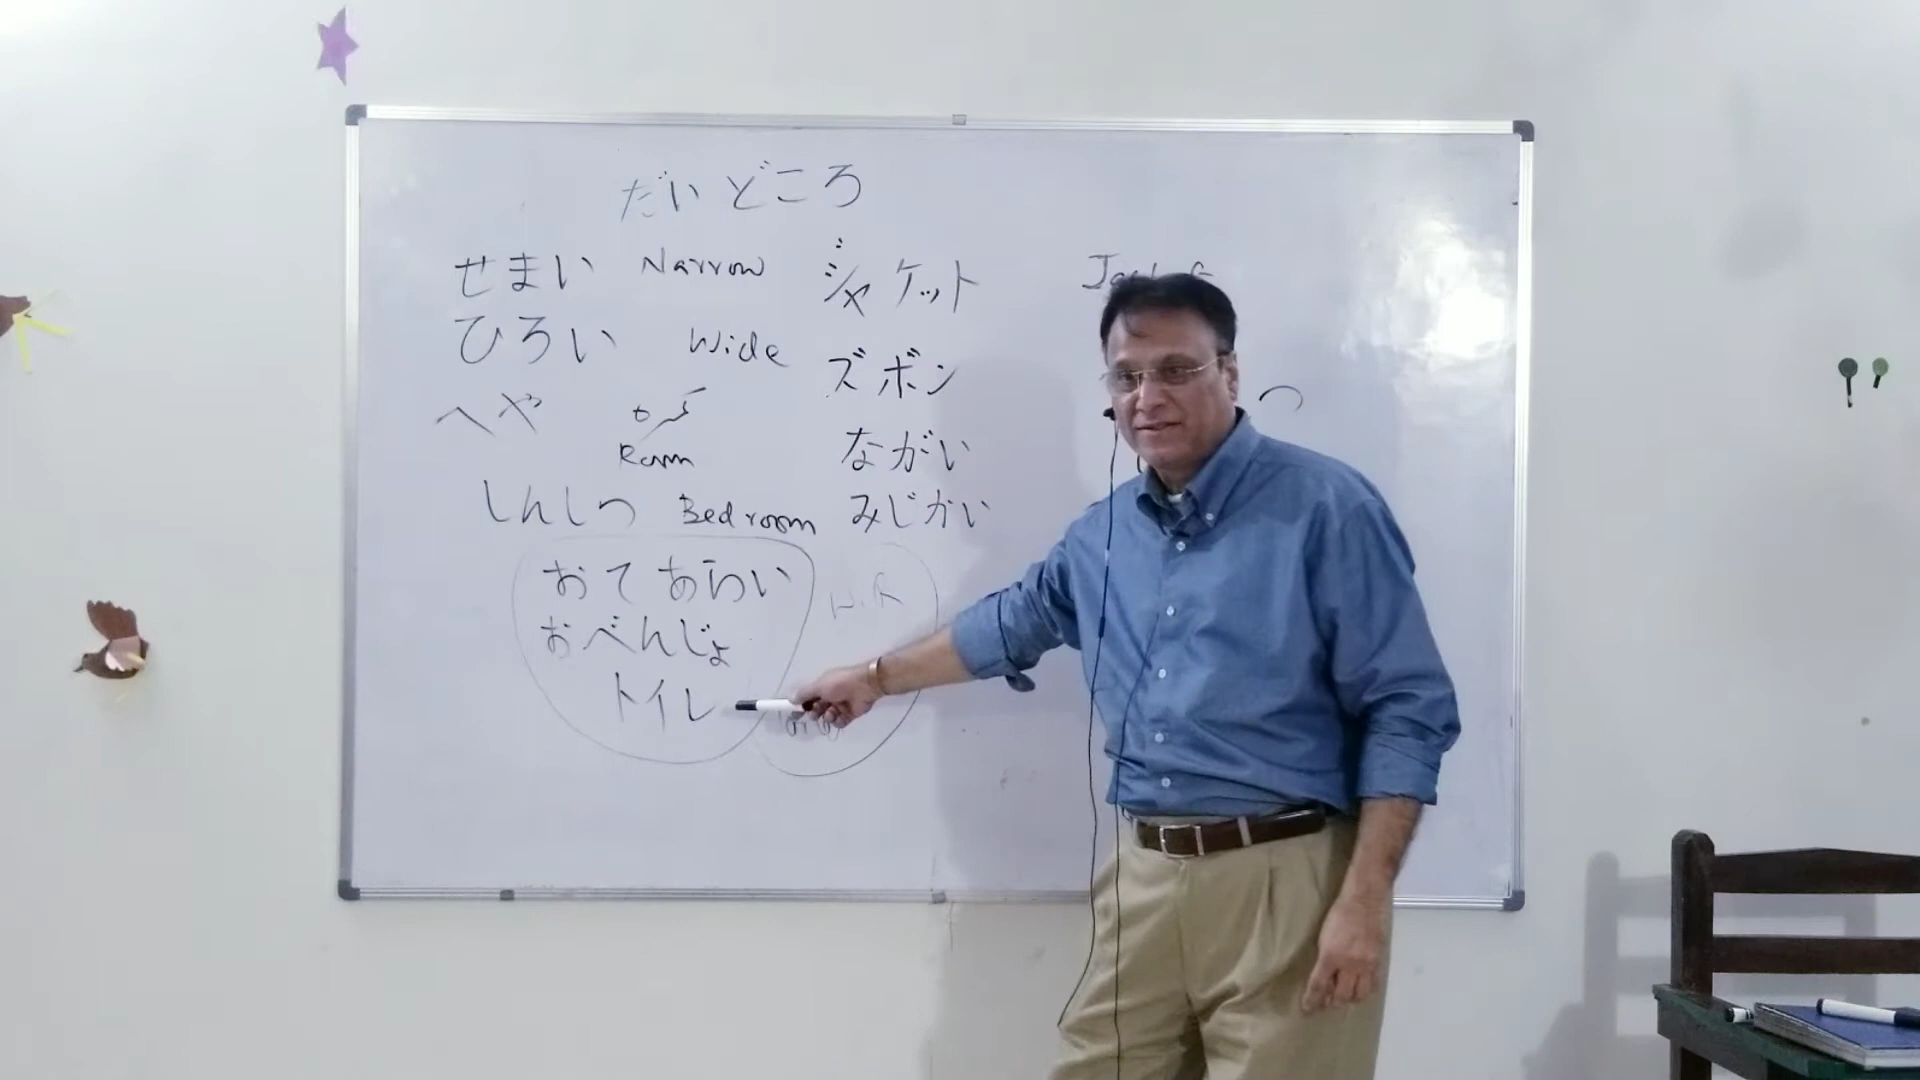 だいどころ
せまい Narrow ジャケット
ひろい Wide ズボン
へや کمرہ
Room ながい
しんしつ Bedroom みじかい
おてあらい W.R
おべんじょ
トイレ